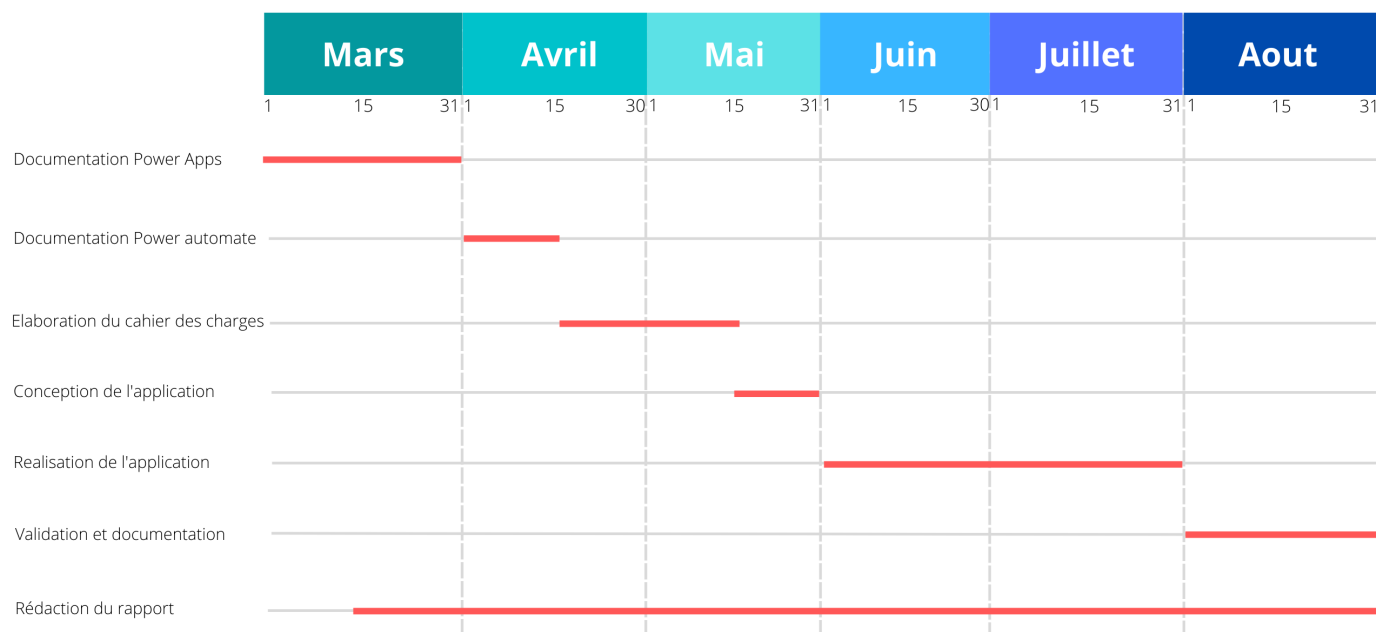 Mars Avril Mai Juin Juillet Aout
1 15 31 1 15 30 1 15 31 1 15 30 1 15 31 1 15 31
Documentation Power Apps
Documentation Power automate
Elaboration du cahier des charges
Conception de l'application
Realisation de l'application
Validation et documentation
Rédaction du rapport